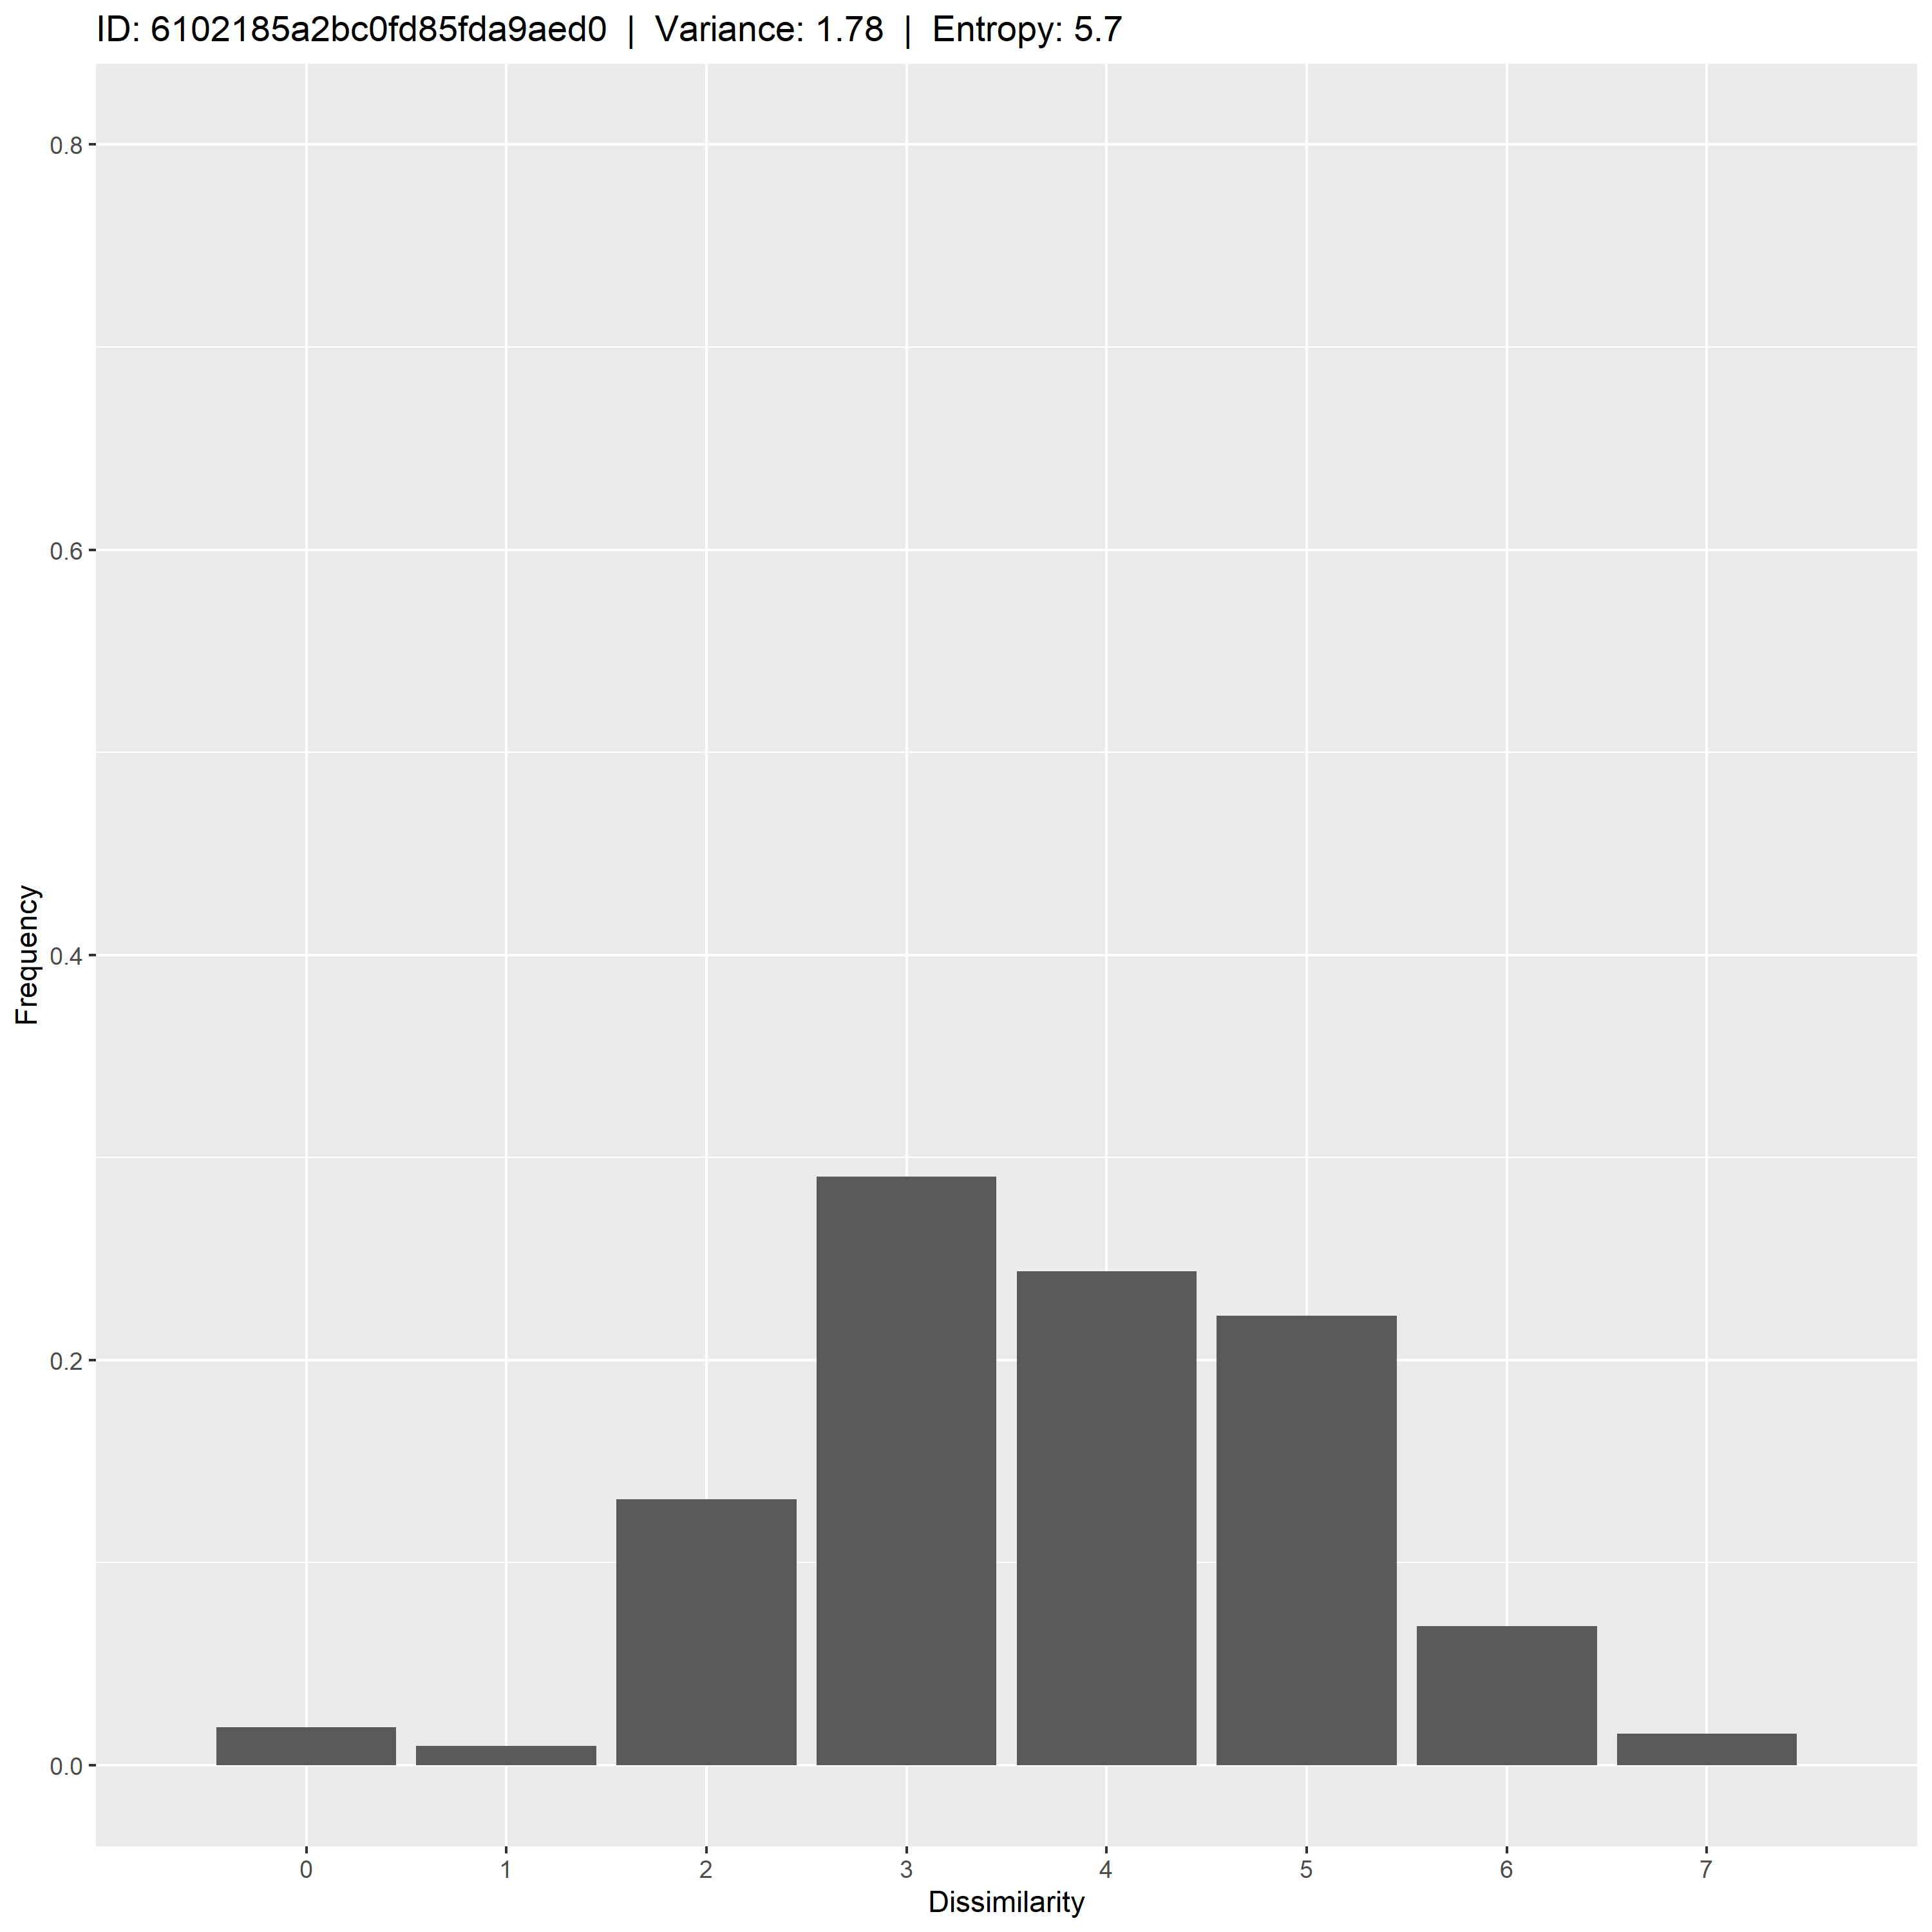 ID: 6102185a2bc0fd85fda9aed0 | Variance: 1.78 | Entropy: 5.7
0.8
0.6
0.4
0.2
0.0
Frequency
0 1 2 3 4 5 6 7
Dissimilarity